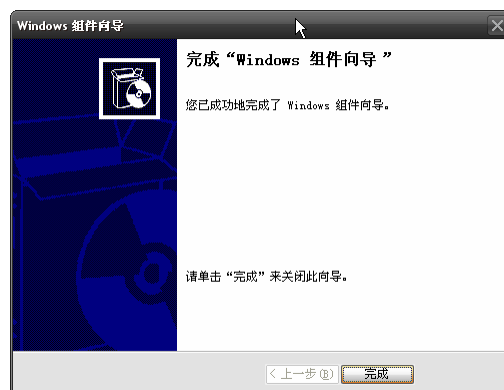 Windows 组件向导
完成“Windows 组件向导 ”
您已成功地完成了 Windows 组件向导。
请单击“完成”来关闭此向导。
< 上一步(B) 完成